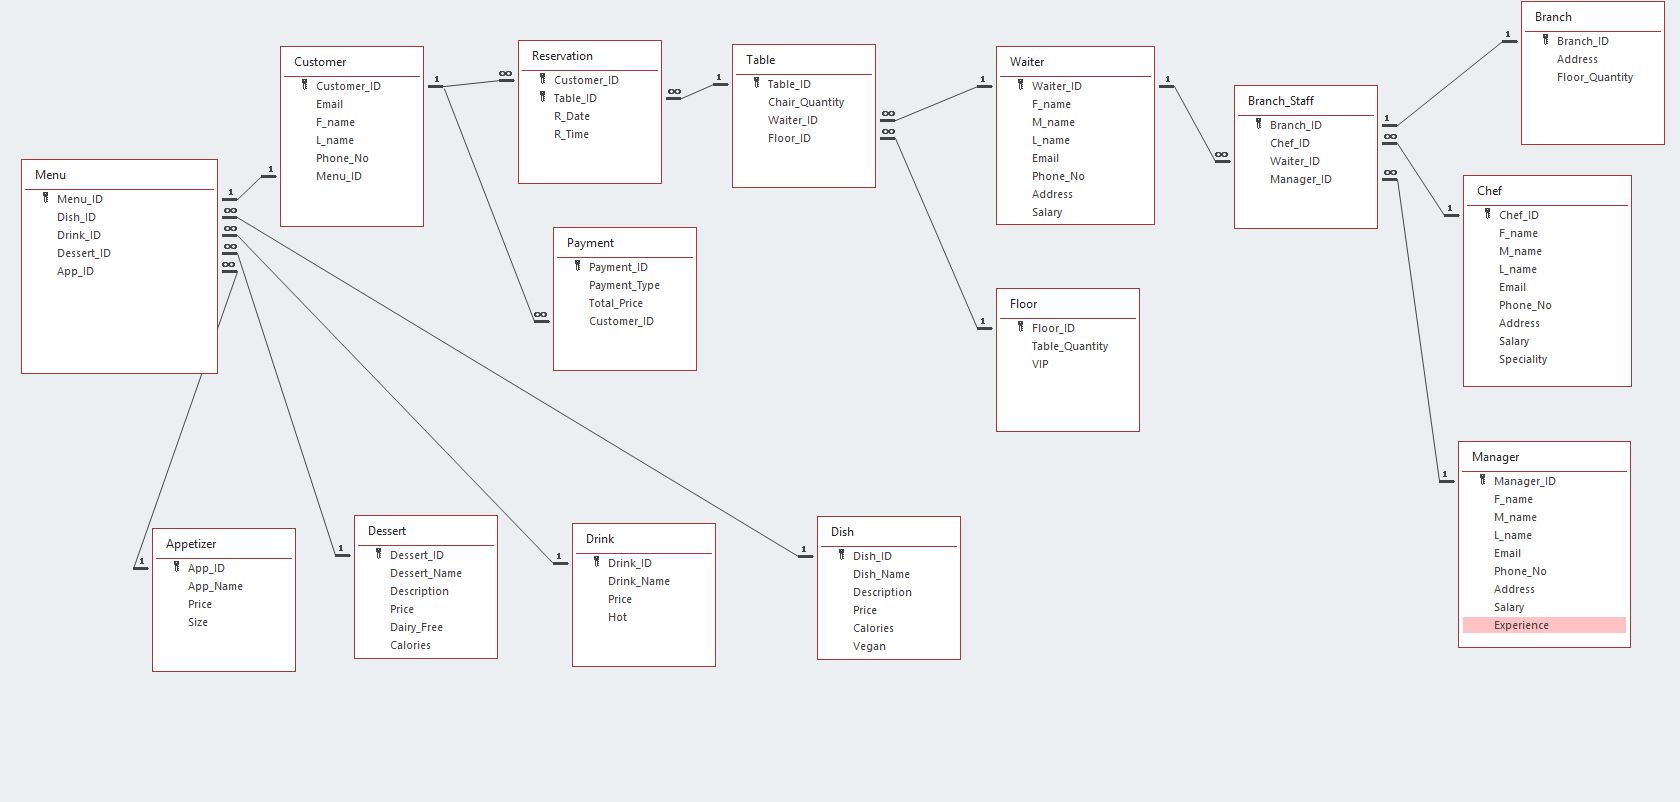 Menu
Menu_ID
Dish_ID
Drink_ID
Dessert_ID
App_ID
1
∞
∞
∞
∞
Customer
Customer_ID
Email
F_name
L_name
Phone_No
Menu_ID
1
1
Reservation
Customer_ID
Table_ID
R_Date
R_Time
∞
∞
Payment
Payment_ID
Payment_Type
Total_Price
Customer_ID
∞
Table
Table_ID
Chair_Quantity
Waiter_ID
Floor_ID
1
∞
∞
Waiter
Waiter_ID
F_name
M_name
L_name
Email
Phone_No
Address
Salary
1
1
Floor
Floor_ID
Table_Quantity
VIP
1
Branch_Staff
Branch_ID
Chef_ID
Waiter_ID
Manager_ID
∞
1
∞
∞
Branch
Branch_ID
Address
Floor_Quantity
1
Chef
Chef_ID
F_name
M_name
L_name
Email
Phone_No
Address
Salary
Speciality
1
Manager
Manager_ID
F_name
M_name
L_name
Email
Phone_No
Address
Salary
Experience
1
Appetizer
App_ID
App_Name
Price
Size
1
Dessert
Dessert_ID
Dessert_Name
Description
Price
Dairy_Free
Calories
1
Drink
Drink_ID
Drink_Name
Price
Hot
1
Dish
Dish_ID
Dish_Name
Description
Price
Calories
Vegan
1